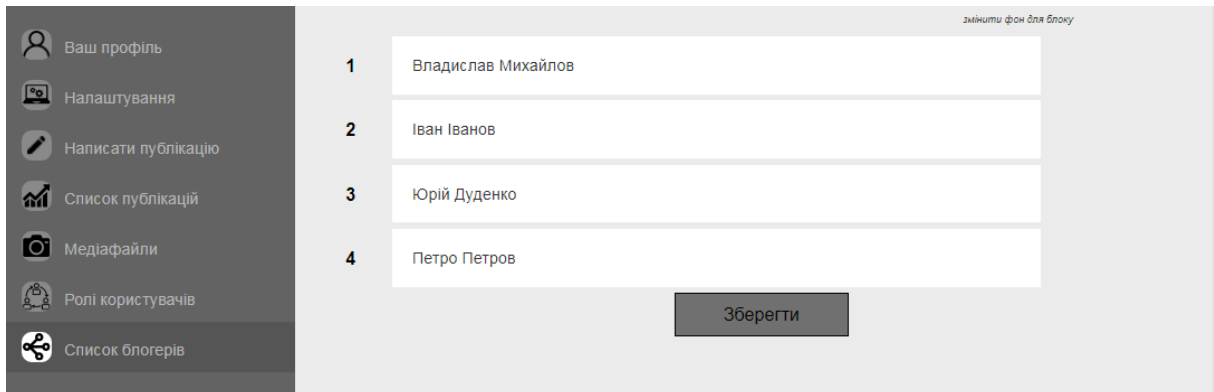 Ваш профіль
Налаштування
Написати публікацію
Список публікацій
Медіафайли
Ролі користувачів
Список блогерів
змінити фон для блоку
1 Владислав Михайлов
2 Іван Іванов
3 Юрій Дуденко
4 Петро Петров
Зберегти